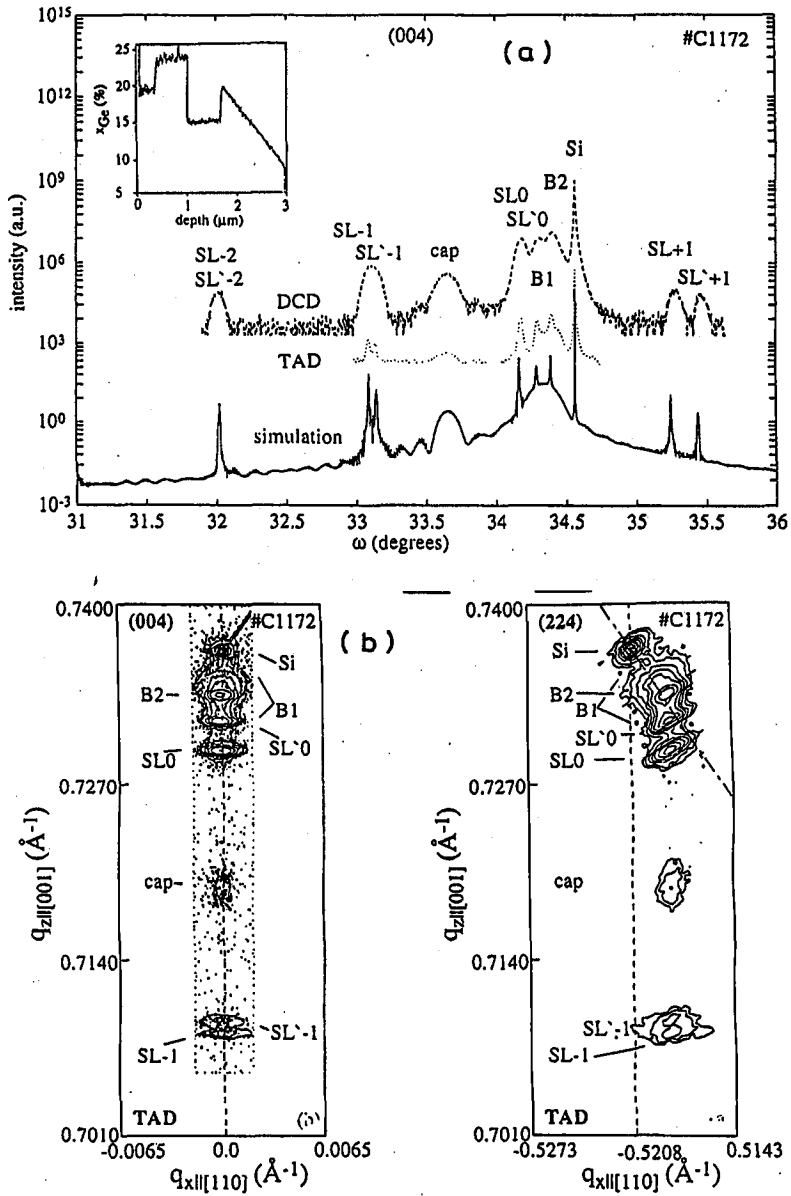 10^15
(004)
(a)
#C1172
25
20
15
10
5
xGe (%)
0 1 2 3
depth (μm)
10^12
10^9
10^6
10^3
10^0
10^-3
intensity (a.u.)
Si
B2
SL0
SL`0
B1
SL-1
SL`-1
cap
SL+1
SL`+1
SL-2
SL`-2
DCD
TAD
simulation
31 31.5 32 32.5 33 33.5 34 34.5 35 35.5 36
ω (degrees)
0.7400
(004)
#C1172
(b)
Si
B2
B1
SL`0
SL0
0.7270
cap
0.7140
SL`-1
SL-1
TAD
(b)
0.7010
-0.0065 0.0 0.0065
qx||[110] (Å-1)
qz||[001] (Å-1)
0.7400
(224)
#C1172
Si
B2
B1
SL`0
SL0
0.7270
cap
0.7140
SL`-1
SL-1
TAD
a
0.7010
-0.5273 -0.5208 0.5143
qx||[110] (Å-1)
qz||[001] (Å-1)